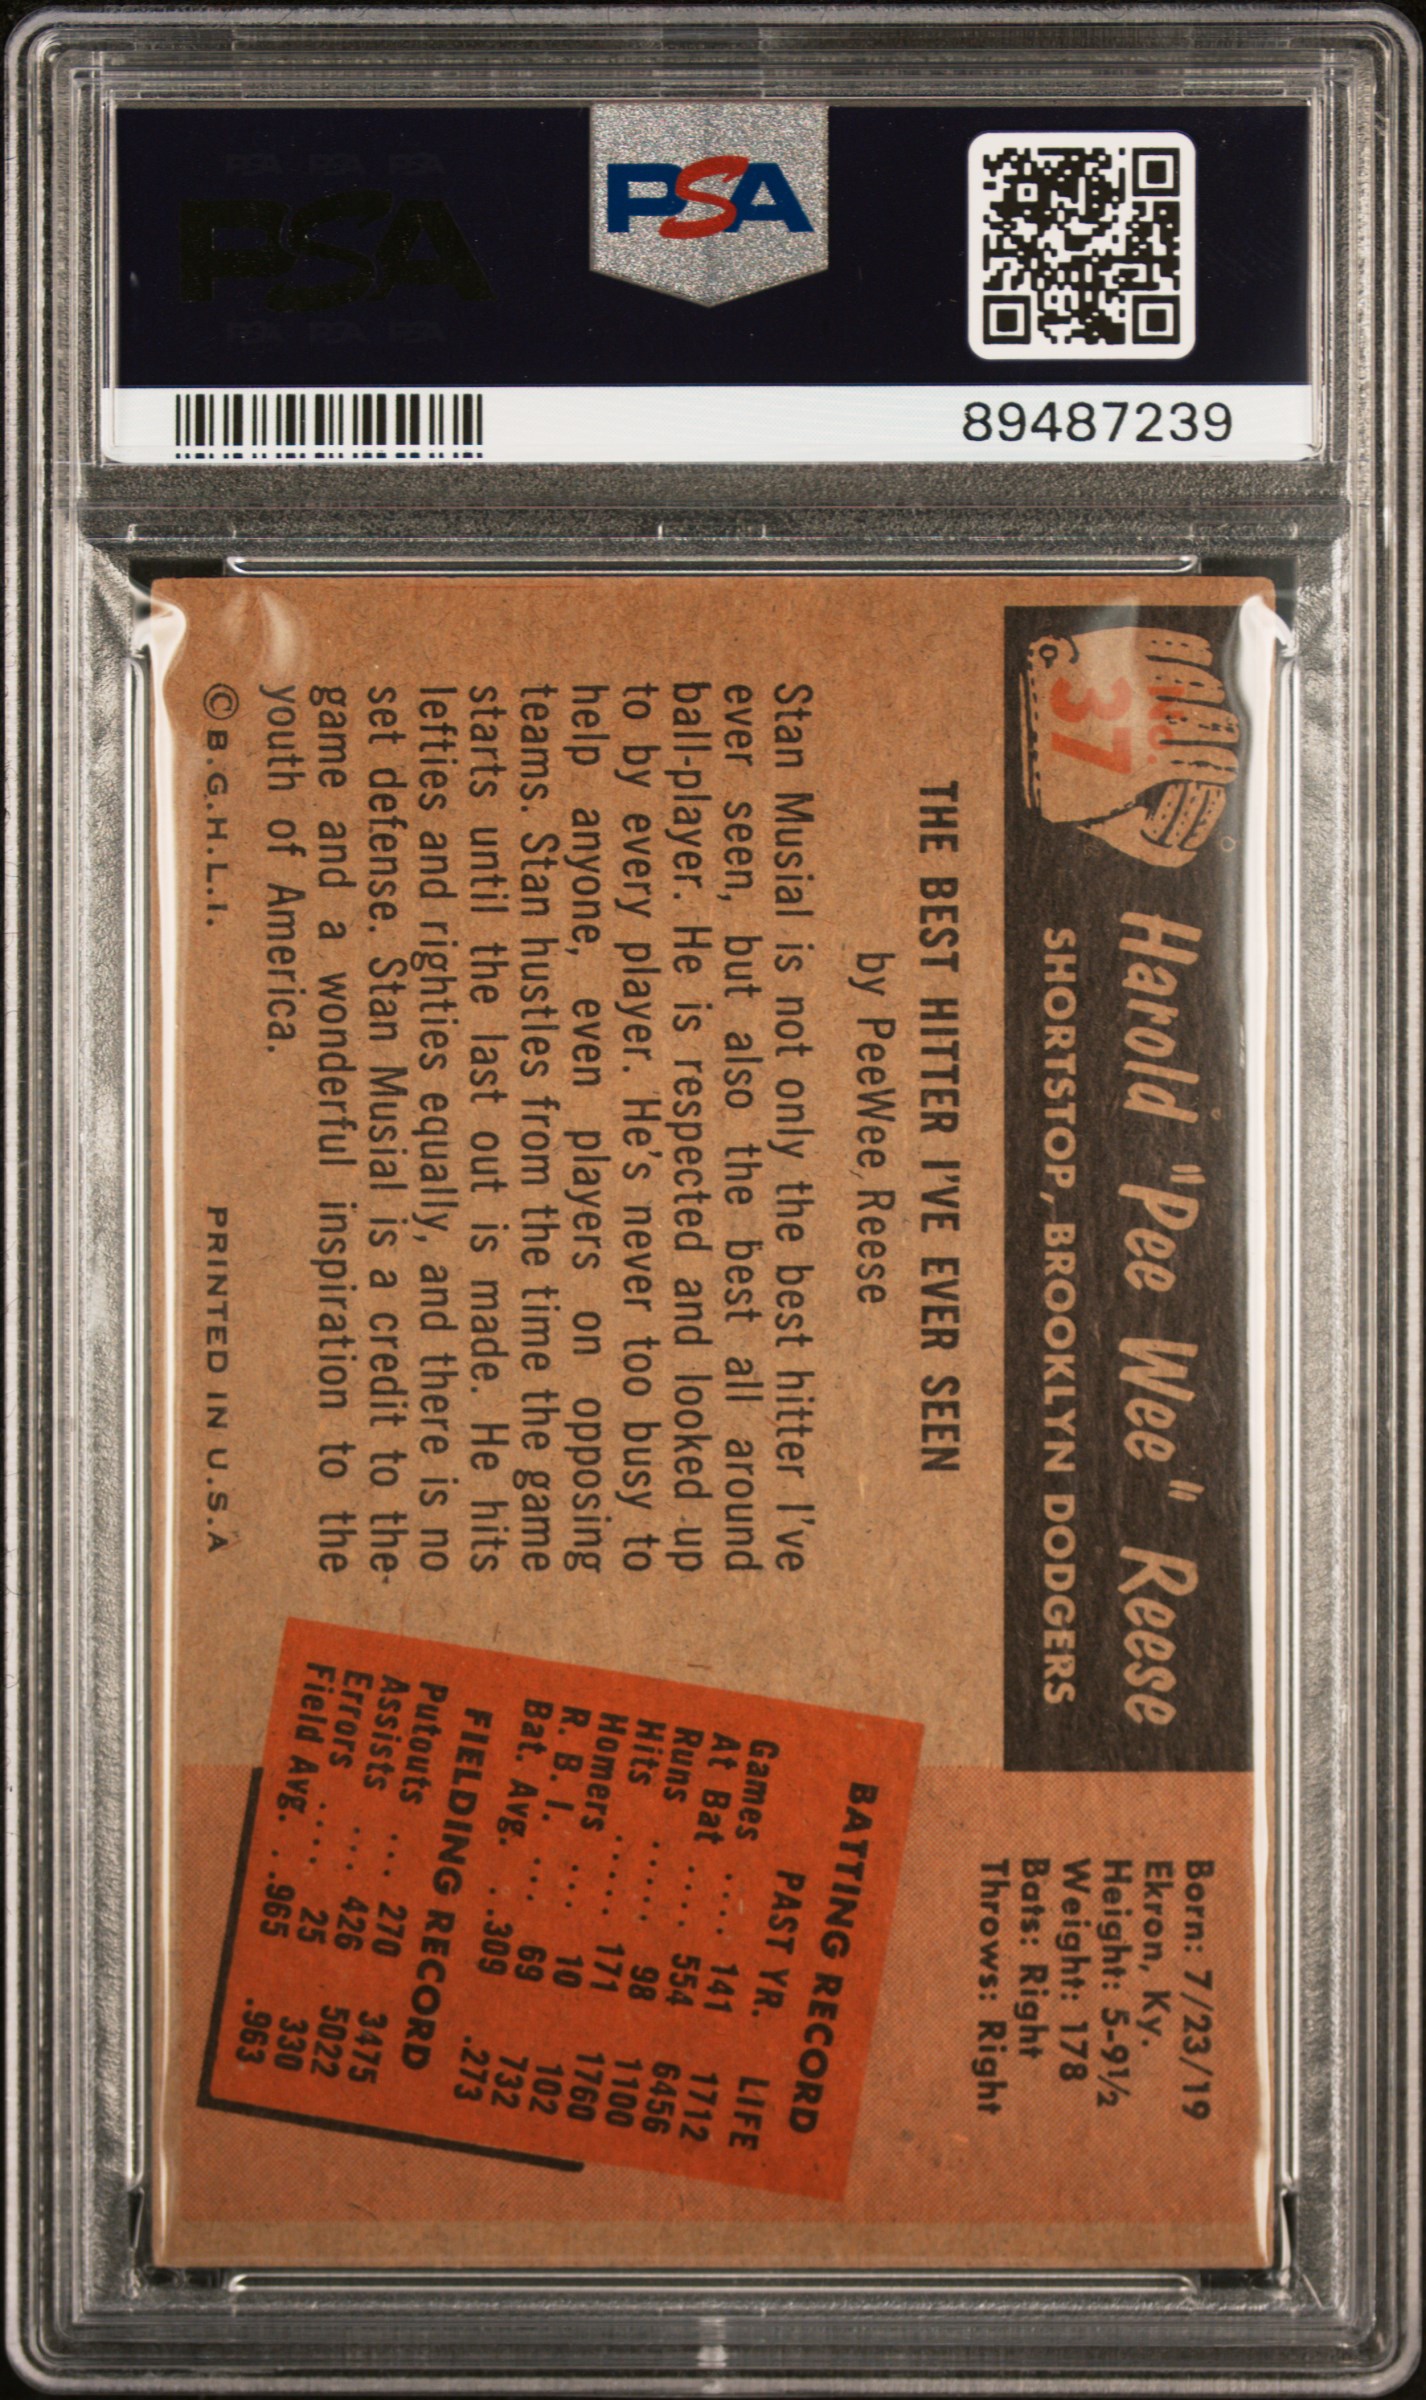 PSA PSA PSA
PSA
PSA PSA PSA
PSA
89487239
No.
37
Harold "Pee Wee" Reese
SHORTSTOP, BROOKLYN DODGERS
Born: 7/23/19
Ekron, Ky.
Height: 5-9½
Weight: 178
Bats: Right
Throws: Right
THE BEST HITTER I'VE EVER SEEN
by PeeWee Reese
Stan Musial is not only the best hitter I've
ever seen, but also the best all around
ball-player. He is respected and looked up
to by every player. He's never too busy to
help anyone, even players on opposing
teams. Stan hustles from the time the game
starts until the last out is made. He hits
lefties and righties equally, and there is no
set defense. Stan Musial is a credit to the
game and a wonderful inspiration to the
youth of America.
© B.G.H.L.I.
PRINTED IN U.S.A
BATTING RECORD
PAST YR. LIFE
Games .... 141 1712
At Bat .... 554 6456
Runs ..... 98 1100
Hits ..... 171 1760
Homers ... 10 102
R. B. I. ... 69 732
Bat. Avg. . .309 .273
FIELDING RECORD
Putouts ... 270 3475
Assists ... 426 5022
Errors .... 25 330
Field Avg. . .965 .963